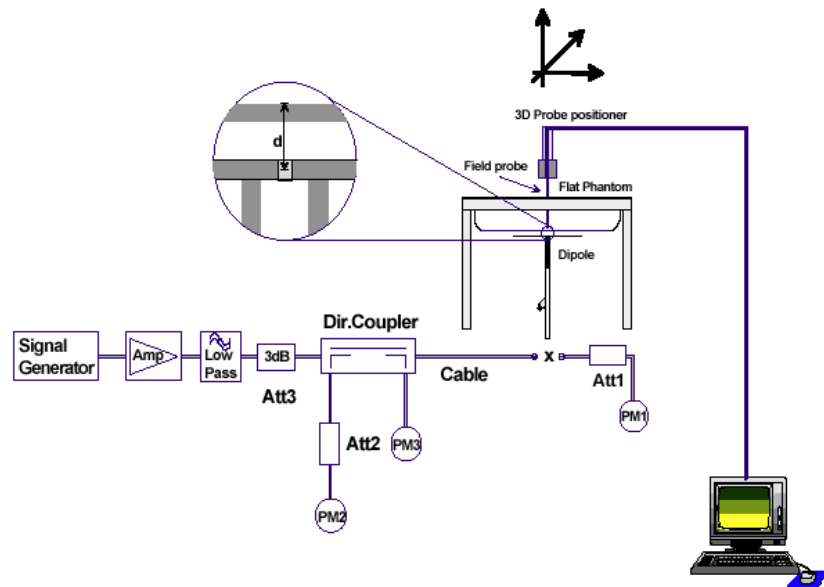 3D Probe positioner
d
Field probe
Flat Phantom
Dipole
Dir.Coupler
Signal
Generator
Amp
Low
Pass
3dB
Att3
Cable
x
Att1
PM1
Att2
PM3
PM2